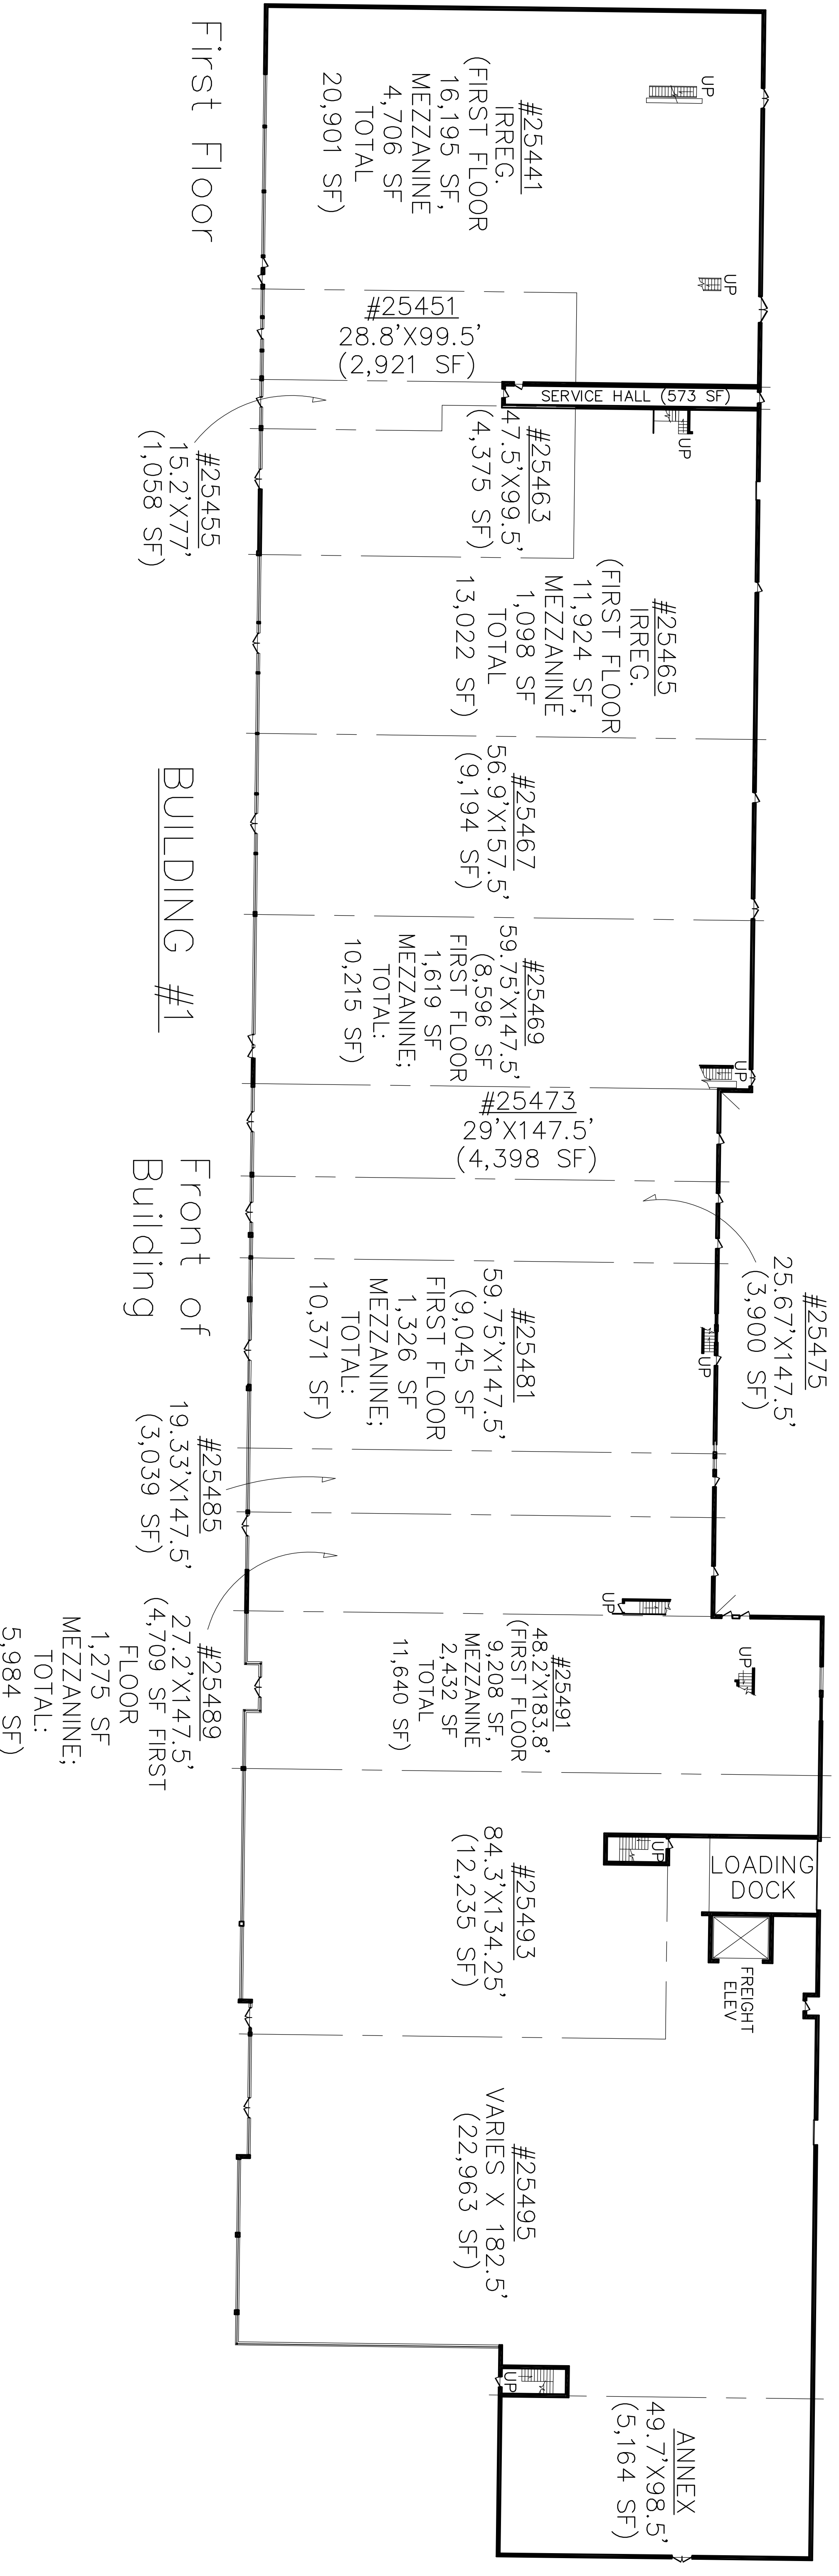 First Floor
#25441
IRREG.
(FIRST FLOOR
16,195 SF,
MEZZANINE
4,706 SF
TOTAL
20,901 SF)
UP
UP
#25451
28.8'X99.5'
(2,921 SF)
SERVICE HALL (573 SF)
UP
#25455
15.2'X77'
(1,058 SF)
#25463
47.5'X99.5'
(4,375 SF)
#25465
IRREG.
(FIRST FLOOR
11,924 SF,
MEZZANINE
1,098 SF
TOTAL
13,022 SF)
#25467
56.9'X157.5'
(9,194 SF)
BUILDING #1
#25469
59.75'X147.5'
(8,596 SF
FIRST FLOOR
1,619 SF
MEZZANINE;
TOTAL:
10,215 SF)
UP
#25473
29'X147.5'
(4,398 SF)
#25475
25.67'X147.5'
(3,900 SF)
Front of
Building
#25481
59.75'X147.5'
(9,045 SF
FIRST FLOOR
1,326 SF
MEZZANINE;
TOTAL:
10,371 SF)
UP
#25485
19.33'X147.5'
(3,039 SF)
#25489
27.2'X147.5'
(4,709 SF FIRST
FLOOR
1,275 SF
MEZZANINE;
TOTAL:
5,984 SF)
UP
#25491
48.2'X183.8'
(FIRST FLOOR
9,208 SF,
MEZZANINE
2,432 SF
TOTAL
11,640 SF)
UP
UP
LOADING
DOCK
#25493
84.3'X134.25'
(12,235 SF)
FREIGHT
ELEV
#25495
VARIES X 182.5'
(22,963 SF)
UP
ANNEX
49.7'X98.5'
(5,164 SF)